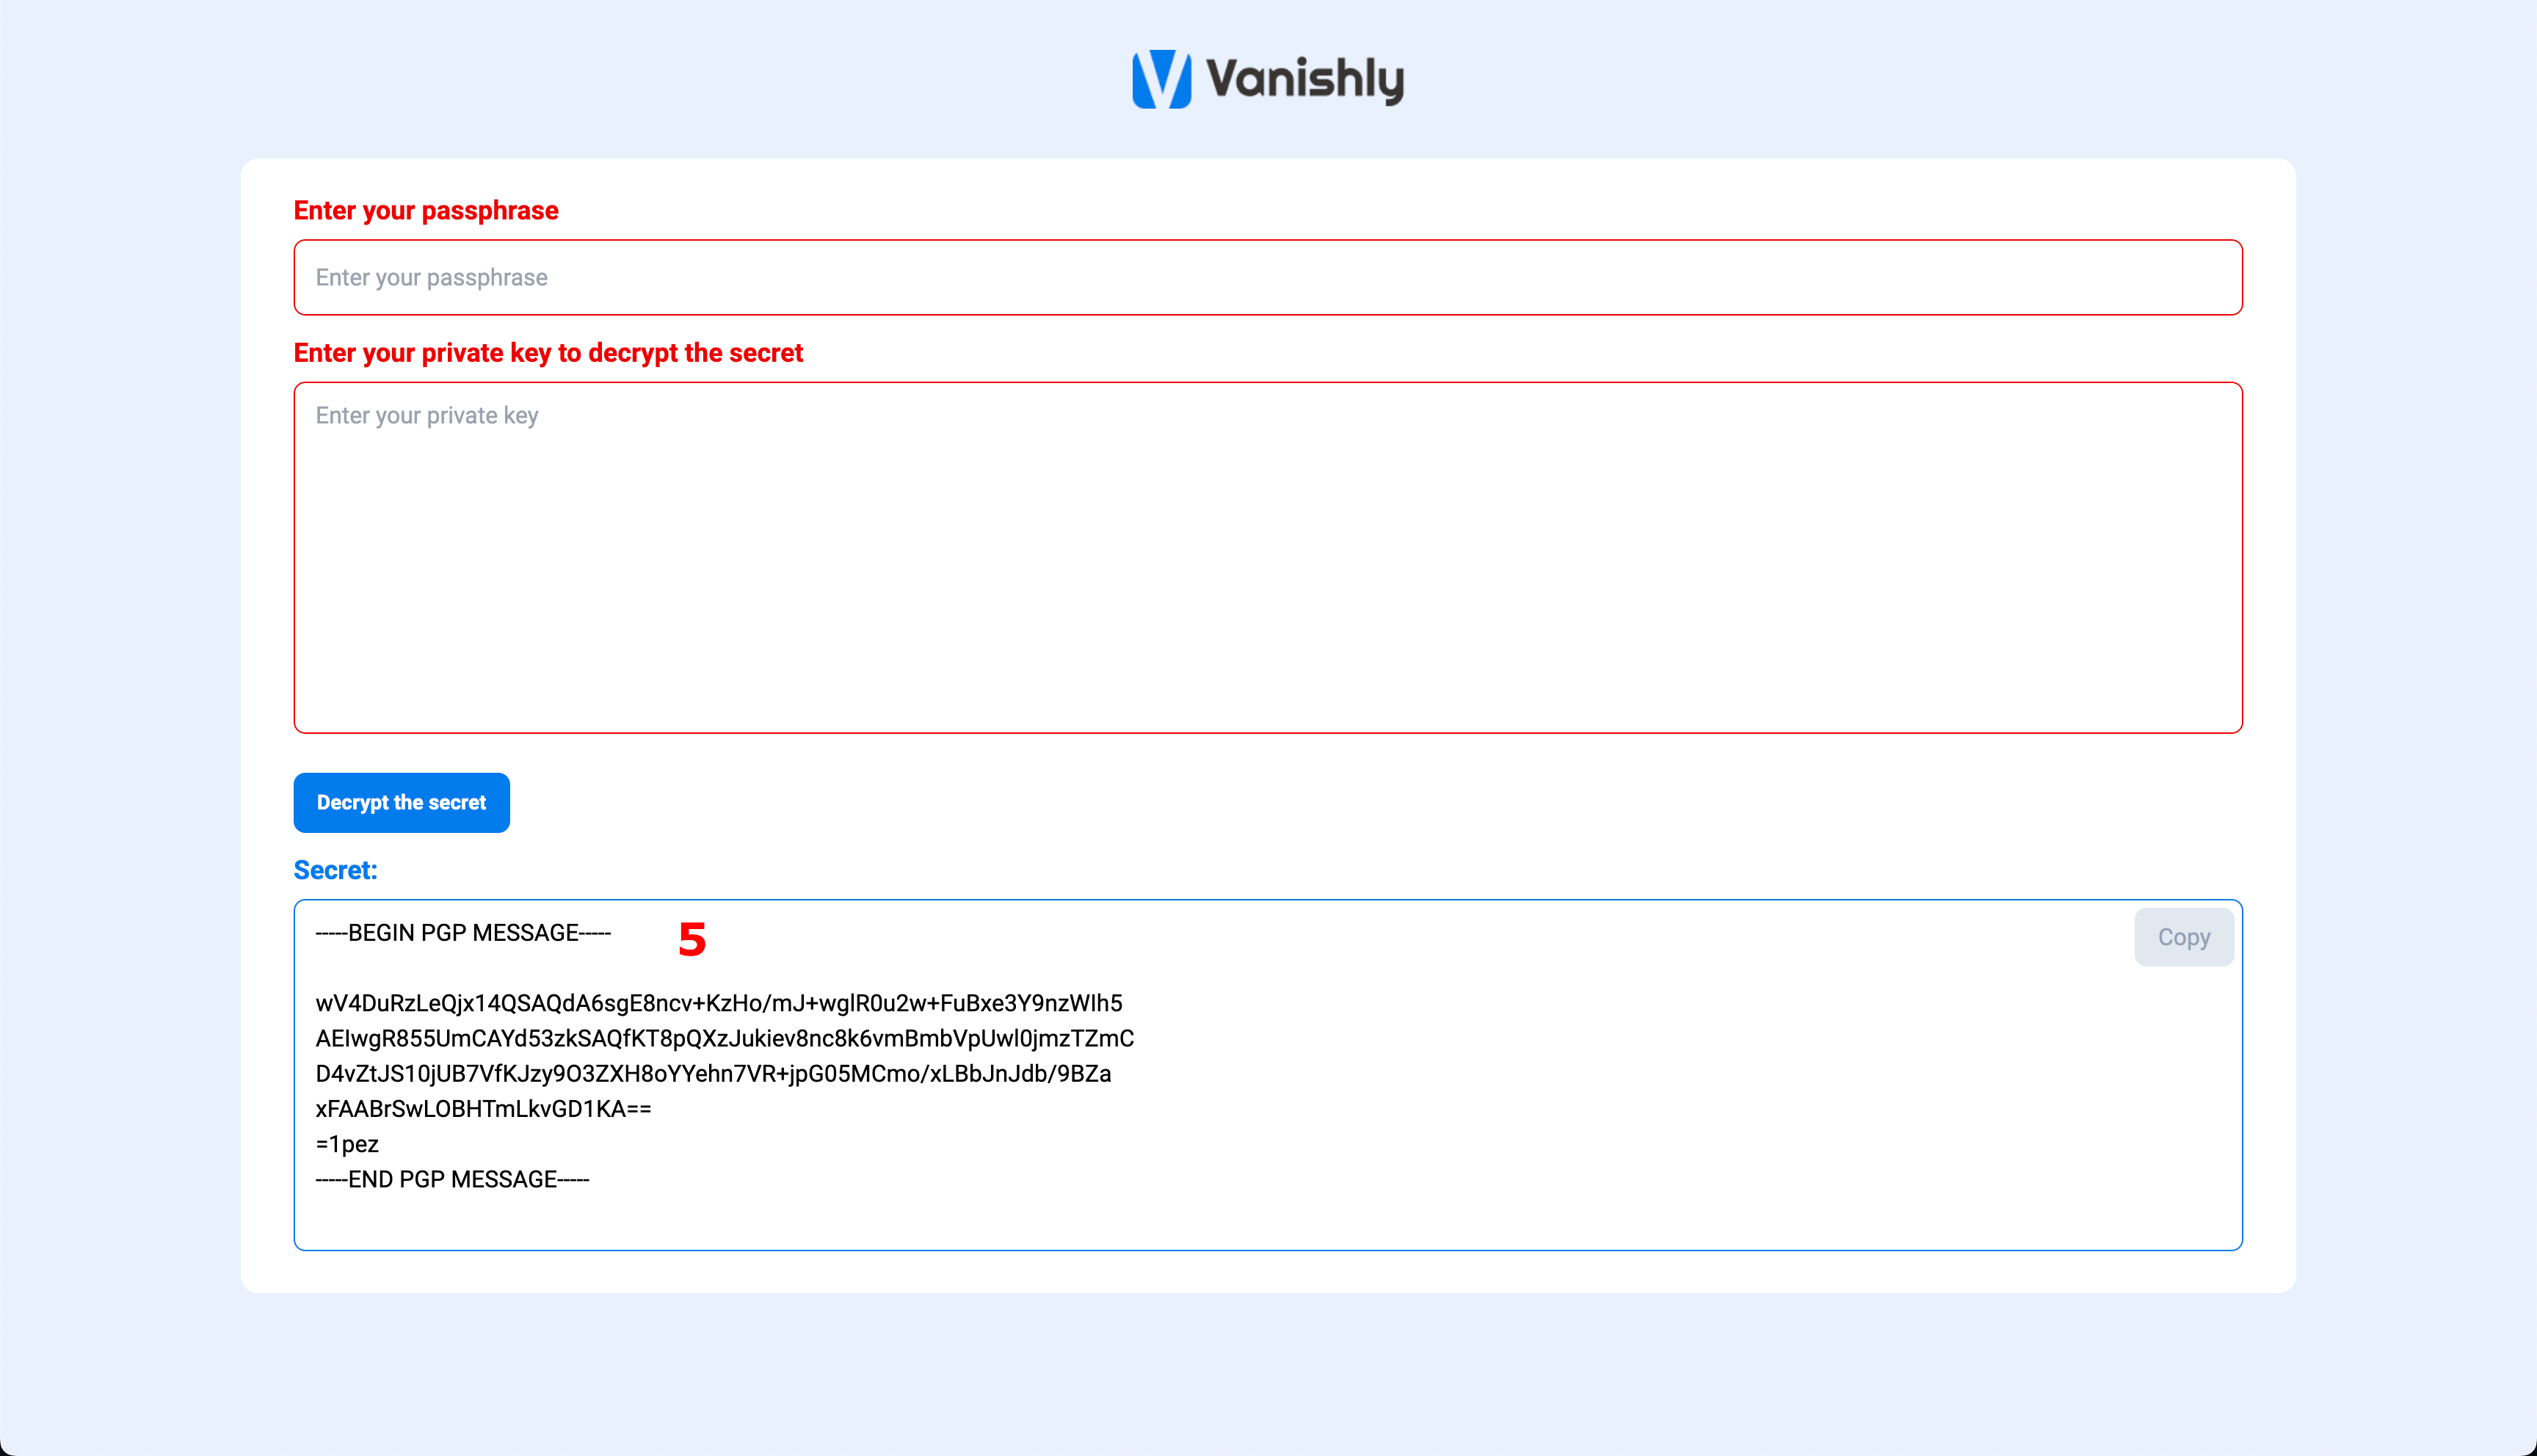 Vanishly
Enter your passphrase
Enter your passphrase
Enter your private key to decrypt the secret
Enter your private key
Decrypt the secret
Secret:
-----BEGIN PGP MESSAGE-----
5
Copy
wV4DuRzLeQjx14QSAQdA6sgE8ncv+KzHo/mJ+wglR0u2w+FuBxe3Y9nzWIh5
AEIwgR855UmCAYd53zkSAQfKT8pQXzJukiev8nc8k6vmBmbVpUwl0jmzTZmC
D4vZtJS10jUB7VfKJzy9O3ZXH8oYYehn7VR+jpG05MCmo/xLBbJnJdb/9BZa
xFAABrSwLOBHTmLkvGD1KA==
=1pez
-----END PGP MESSAGE-----